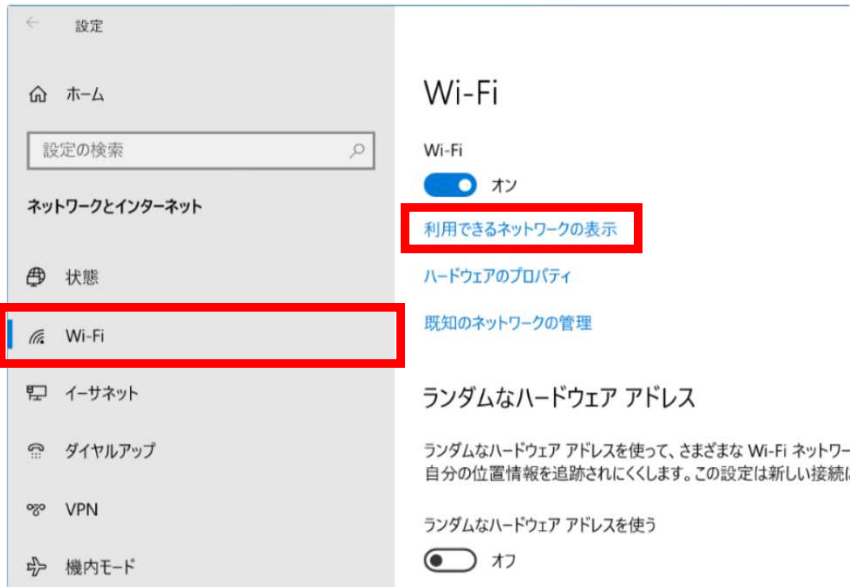 設定
ホーム
設定の検索
ネットワークとインターネット
状態
Wi-Fi
イーサネット
ダイヤルアップ
VPN
機内モード
Wi-Fi
Wi-Fi
オン
利用できるネットワークの表示
ハードウェアのプロパティ
既知のネットワークの管理
ランダムなハードウェア アドレス
ランダムなハードウェア アドレスを使って、さまざまな Wi-Fi ネットワー
自分の位置情報を追跡されにくくします。この設定は新しい接続に
ランダムなハードウェア アドレスを使う
オフ